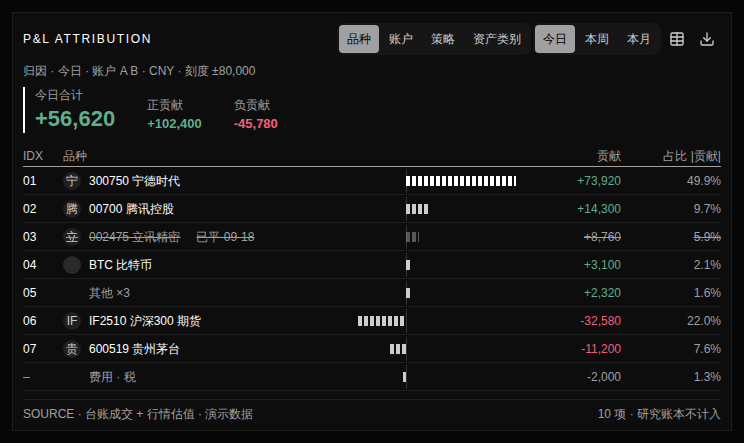 P&L ATTRIBUTION 品种 账户 策略 资产类别 今日 本周 本月
归因 · 今日 · 账户 A B · CNY · 刻度 ±80,000
今日合计 正贡献 负贡献
+56,620 +102,400 -45,780
IDX 品种 贡献 占比 |贡献|
01 宁 300750 宁德时代 +73,920 49.9%
02 腾 00700 腾讯控股 +14,300 9.7%
03 立 002475 立讯精密 已平 09-18 +8,760 5.9%
04 BTC 比特币 +3,100 2.1%
05 其他 ×3 +2,320 1.6%
06 IF IF2510 沪深300 期货 -32,580 22.0%
07 贵 600519 贵州茅台 -11,200 7.6%
– 费用 · 税 -2,000 1.3%
SOURCE · 台账成交 + 行情估值 · 演示数据 10 项 · 研究账本不计入